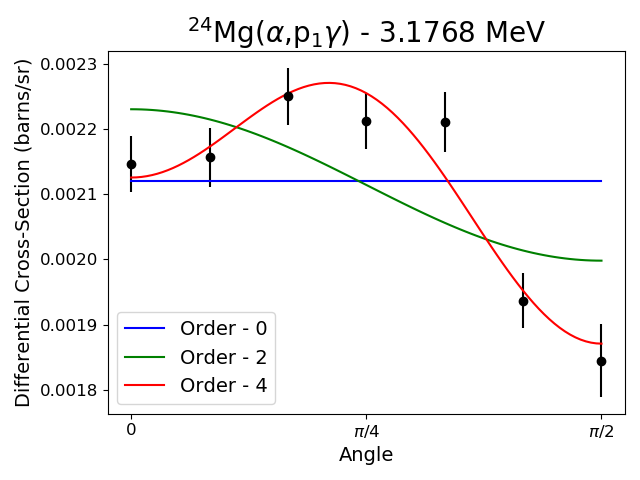 ²⁴Mg(α,p₁γ) - 3.1768 MeV
Differential Cross-Section (barns/sr)
0.0023
0.0022
0.0021
0.0020
0.0019
0.0018
Order - 0
Order - 2
Order - 4
0 π/4 π/2
Angle